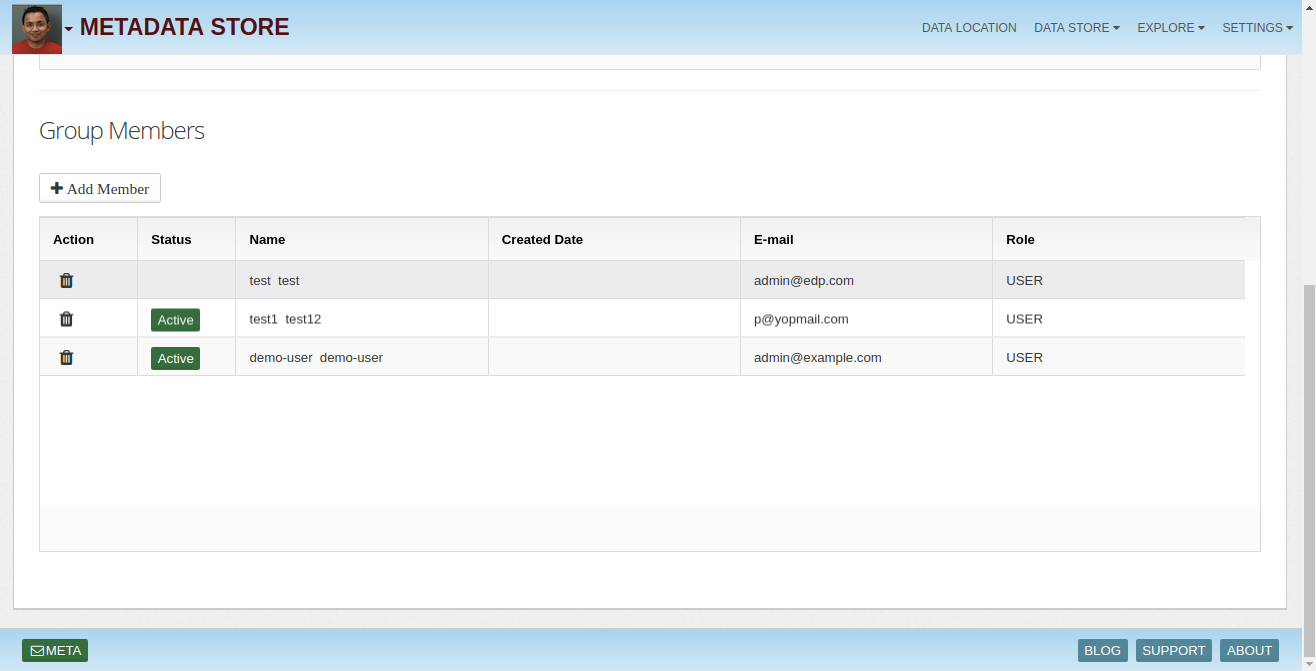 METADATA STORE DATA LOCATION DATA STORE EXPLORE SETTINGS
Group Members
Add Member
Action Status Name Created Date E-mail Role
test test admin@edp.com USER
Active test1 test12 p@yopmail.com USER
Active demo-user demo-user admin@example.com USER
META BLOG SUPPORT ABOUT